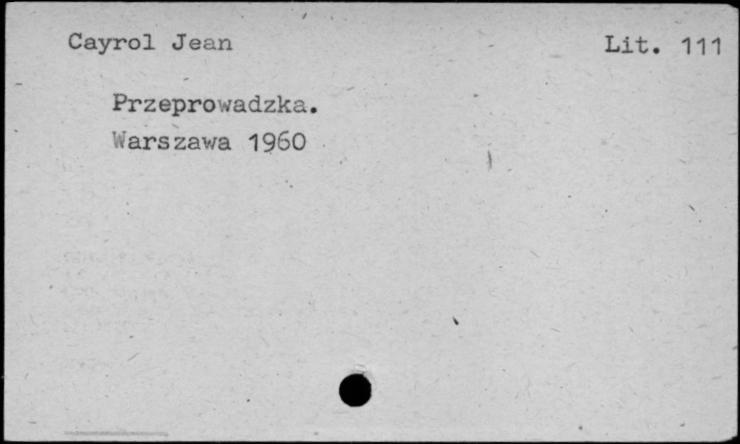 Cayrol Jean Lit. 111
Przeprowadzka.
Warszawa 1960